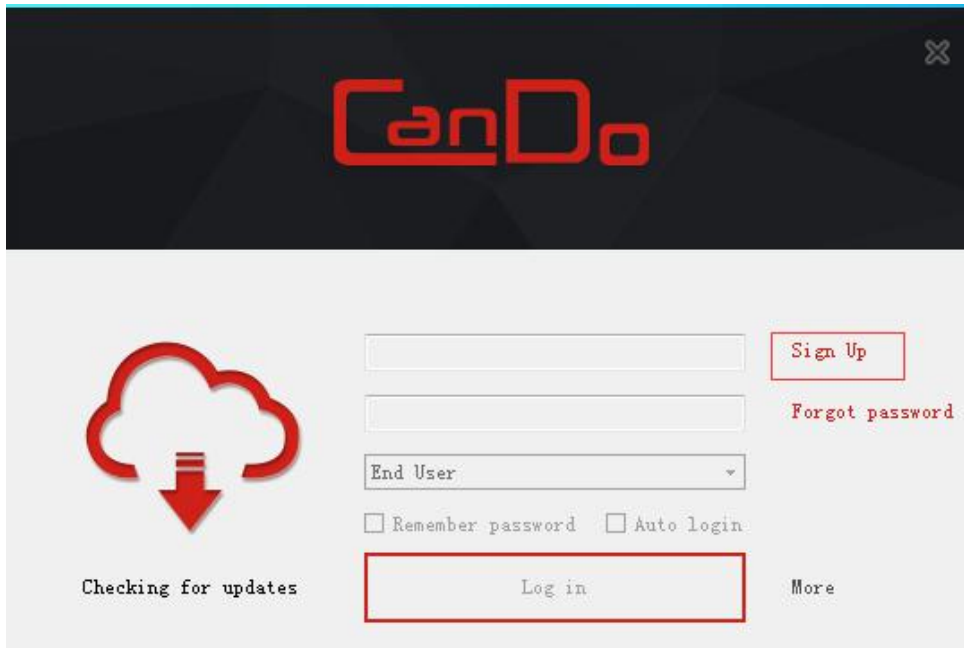 CanDo
Sign Up
Forgot password
End User
Remember password Auto login
Checking for updates Log in More